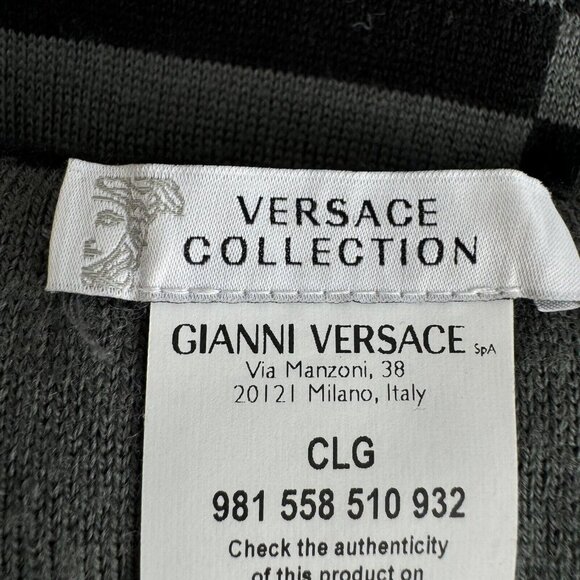 VERSACE
COLLECTION
GIANNI VERSACE SpA
Via Manzoni, 38
20121 Milano, Italy
CLG
981 558 510 932
Check the authenticity
of this product on